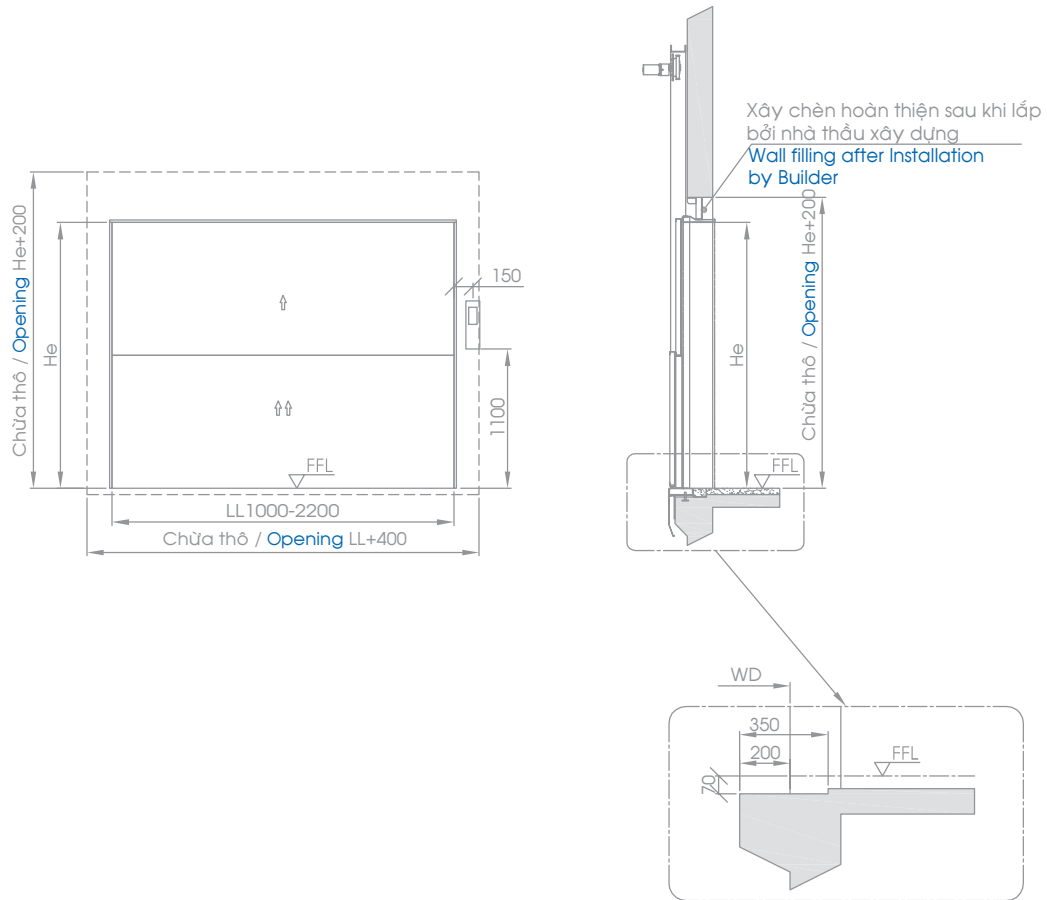 Xây chèn hoàn thiện sau khi lắp
bởi nhà thầu xây dựng
Wall filling after Installation
by Builder
Chừa thô / Opening He+200
He
150
1100
FFL
LL1000-2200
Chừa thô / Opening LL+400
He
Chừa thô / Opening He+200
FFL
WD
350
200
70
FFL